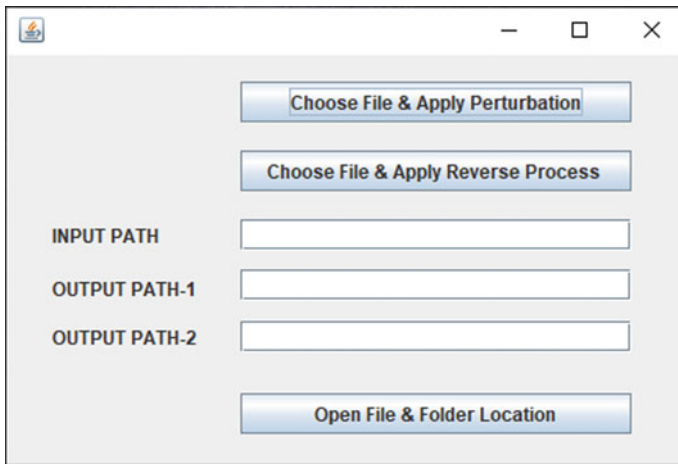 Choose File & Apply Perturbation
Choose File & Apply Reverse Process
INPUT PATH
OUTPUT PATH-1
OUTPUT PATH-2
Open File & Folder Location